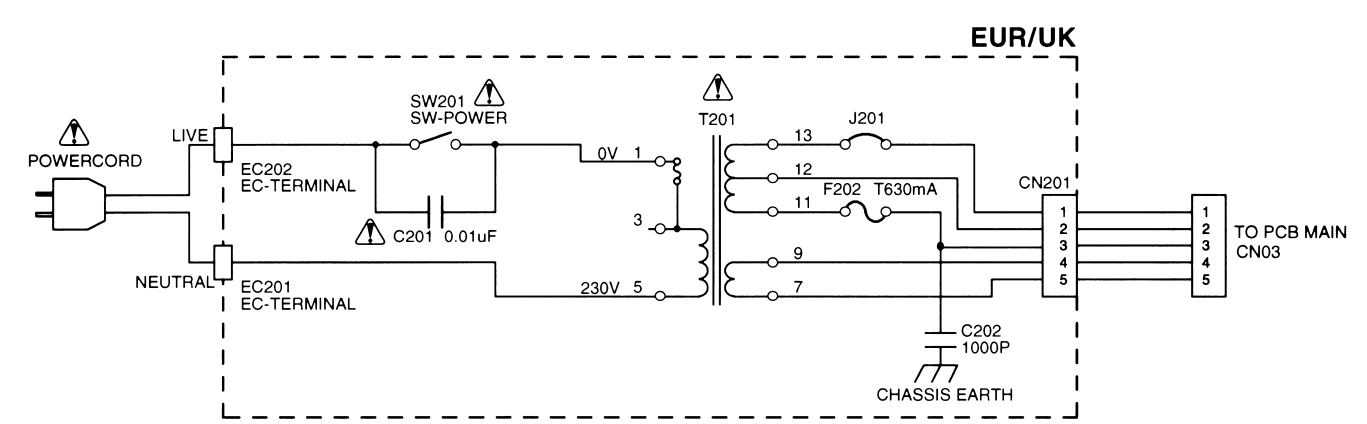 EUR/UK
POWERCORD
LIVE
EC202
EC-TERMINAL
NEUTRAL
EC201
EC-TERMINAL
SW201
SW-POWER
C201 0.01uF
T201
0V 1
3
230V 5
13
12
11
9
7
J201
F202 T630mA
CN201
1
2
3
4
5
C202
1000P
CHASSIS EARTH
1
2
3
4
5
TO PCB MAIN
CN03